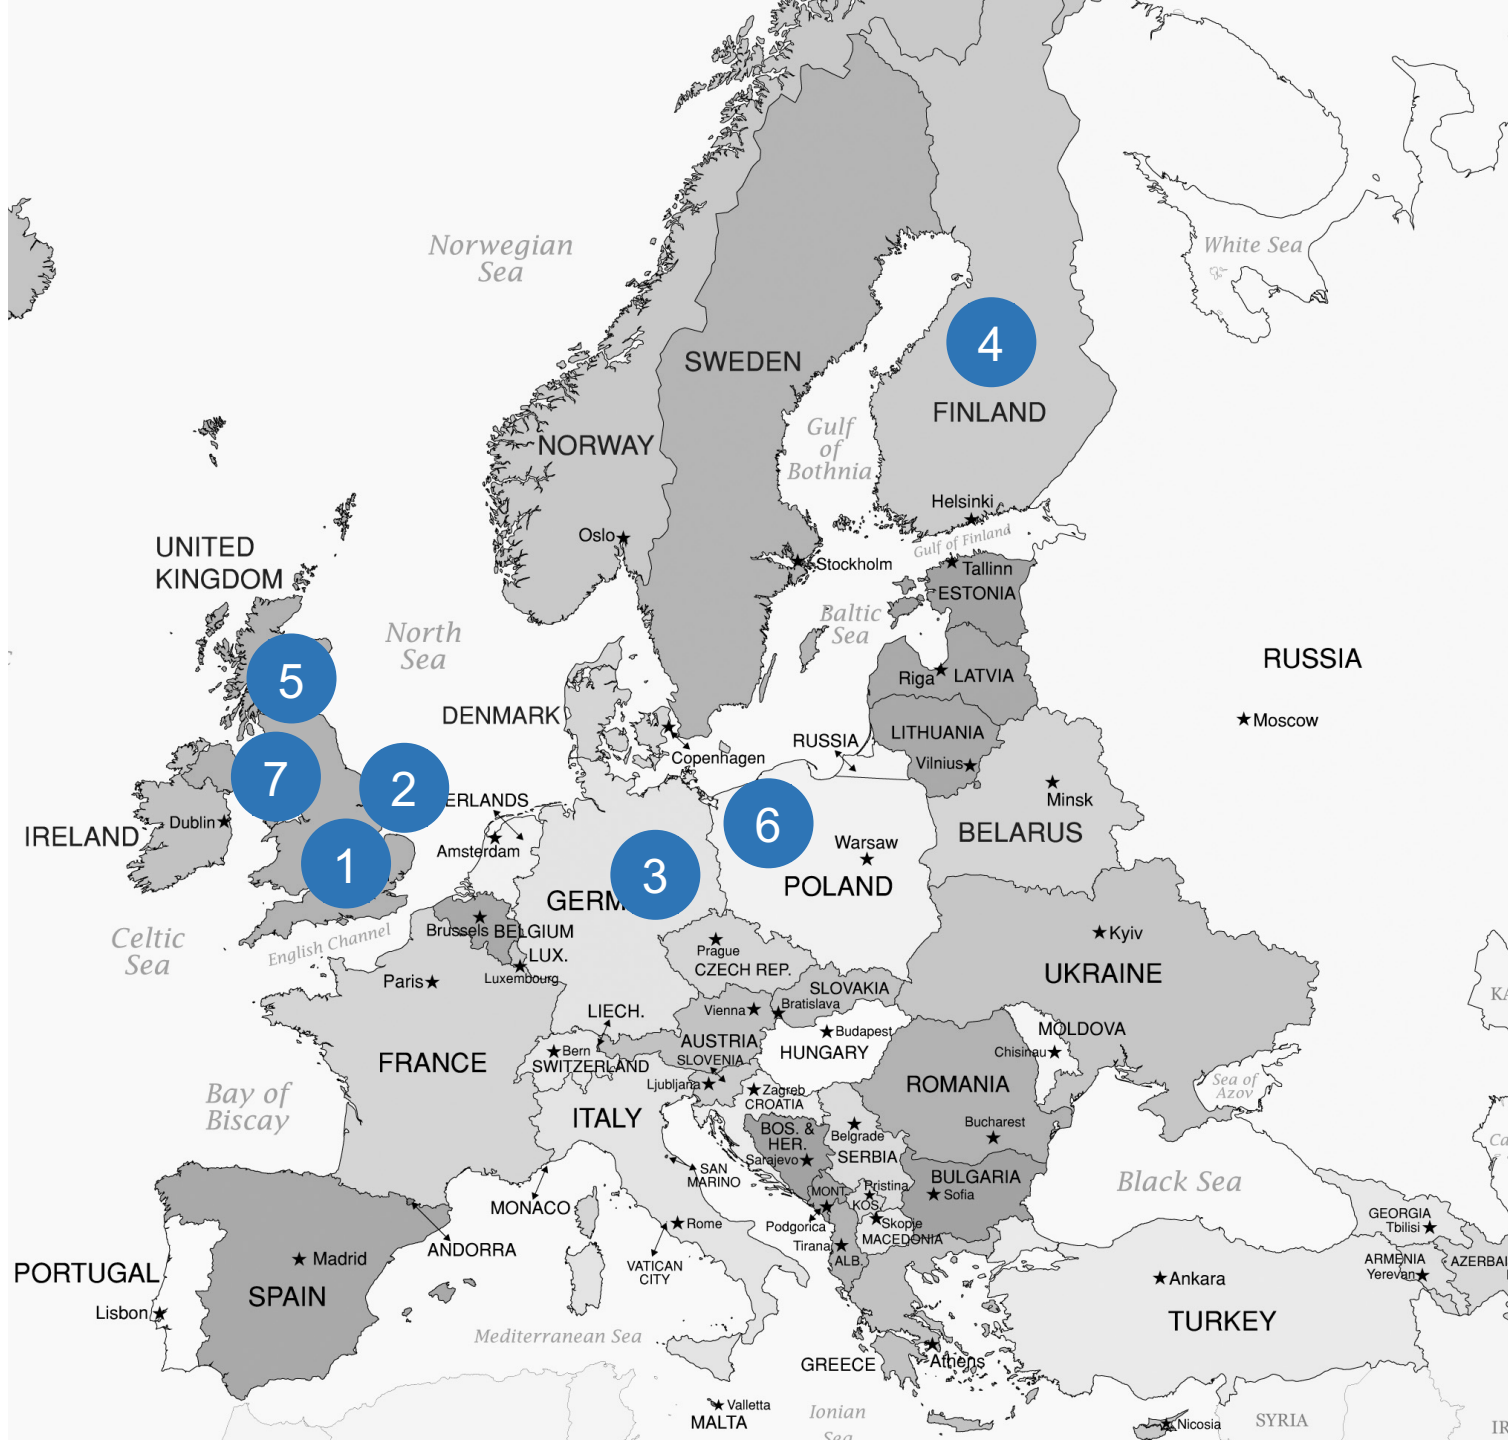 Norwegian
Sea
White Sea
4
SWEDEN
FINLAND
NORWAY
Gulf
of
Bothnia
Helsinki
Gulf of Finland
Oslo
Stockholm
UNITED
KINGDOM
Tallinn
ESTONIA
North
Sea
Baltic
Sea
RUSSIA
5
Riga
LATVIA
DENMARK
Moscow
LITHUANIA
RUSSIA
Copenhagen
Vilnius
7
2
ERLANDS
Minsk
IRELAND
Dublin
6
BELARUS
Amsterdam
Warsaw
1
3
POLAND
GERM
Brussels
BELGIUM
Kyiv
Celtic
Sea
English Channel
LUX.
Luxembourg
Prague
CZECH REP.
UKRAINE
Paris
SLOVAKIA
Bratislava
Vienna
LIECH.
MOLDOVA
Chisinau
Budapest
HUNGARY
AUSTRIA
Bern
SWITZERLAND
SLOVENIA
FRANCE
Ljubljana
Zagreb
CROATIA
ROMANIA
Sea of
Azov
Bay of
Biscay
ITALY
Bucharest
BOS. &
HER.
Belgrade
SERBIA
Sarajevo
SAN
MARINO
BULGARIA
Sofia
Black Sea
MONACO
MONT.
Pristina
KOS.
Podgorica
Skopje
MACEDONIA
Rome
GEORGIA
Tbilisi
ANDORRA
Tirana
ALB.
Madrid
VATICAN
CITY
PORTUGAL
SPAIN
Lisbon
Ankara
ARMENIA
Yerevan
AZERBAI
TURKEY
Mediterranean Sea
GREECE
Athens
Valletta
MALTA
Ionian
Sea
Nicosia
SYRIA
IR
KA
Ca